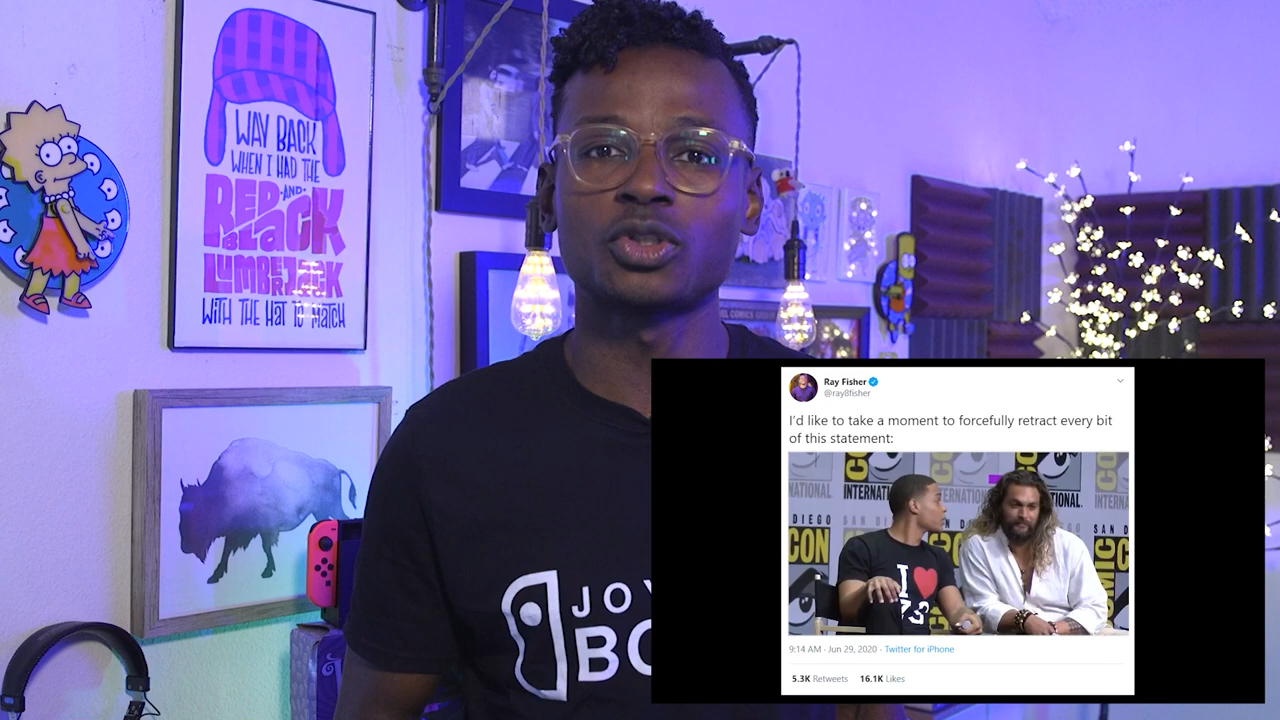 WAY BACK
WHEN I HAD THE
RED AND
BLACK
LUMBERJACK
WITH THE HAT TO MATCH
JOY
BO
Ray Fisher
@ray8fisher
I'd like to take a moment to forcefully retract every bit
of this statement:
INTERNATIONAL
DIEGO
CON
COMIC
SAN D
I
9:14 AM · Jun 29, 2020 · Twitter for iPhone
5.3K Retweets 16.1K Likes